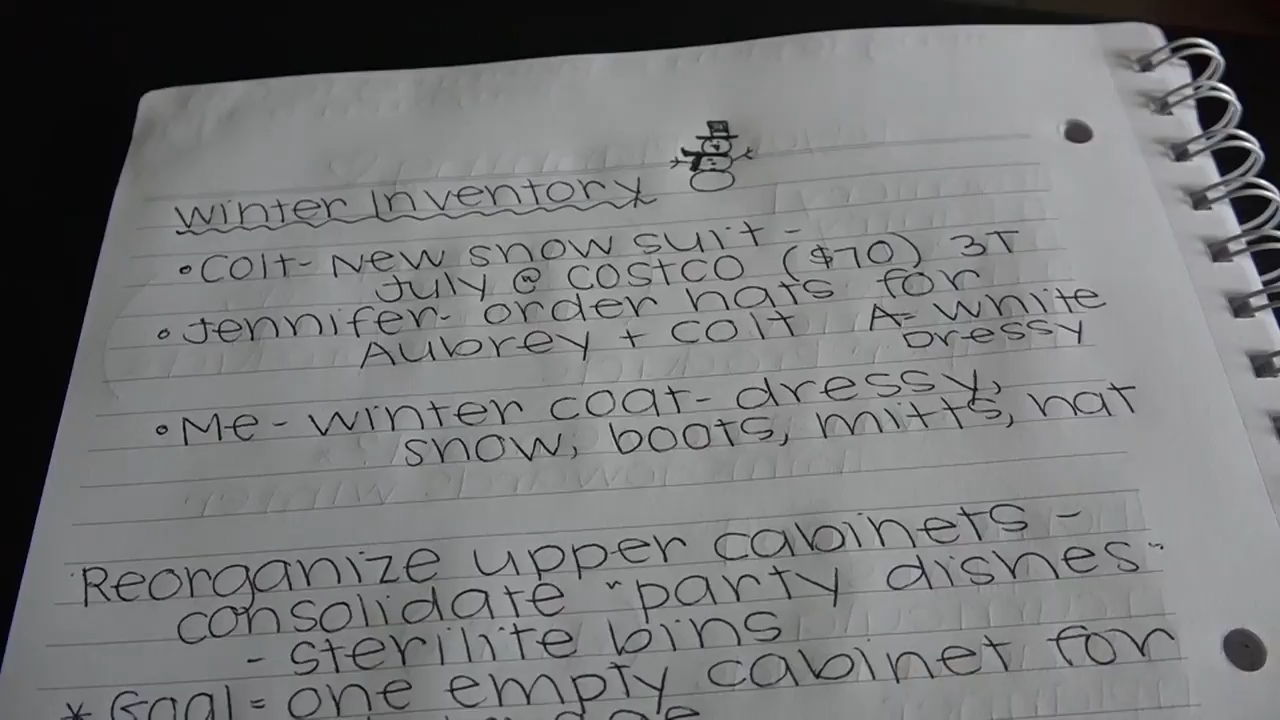 Winter Inventory
• Colt- New snow suit -
July @ Costco ($70) 3T
• Jennifer- order hats for
Aubrey + Colt A= White
Dressy
• Me - winter coat - dressy,
snow, boots, mitts, hat
Reorganize upper cabinets -
consolidate "party dishes"
- sterilite bins
* Goal = one empty cabinet for